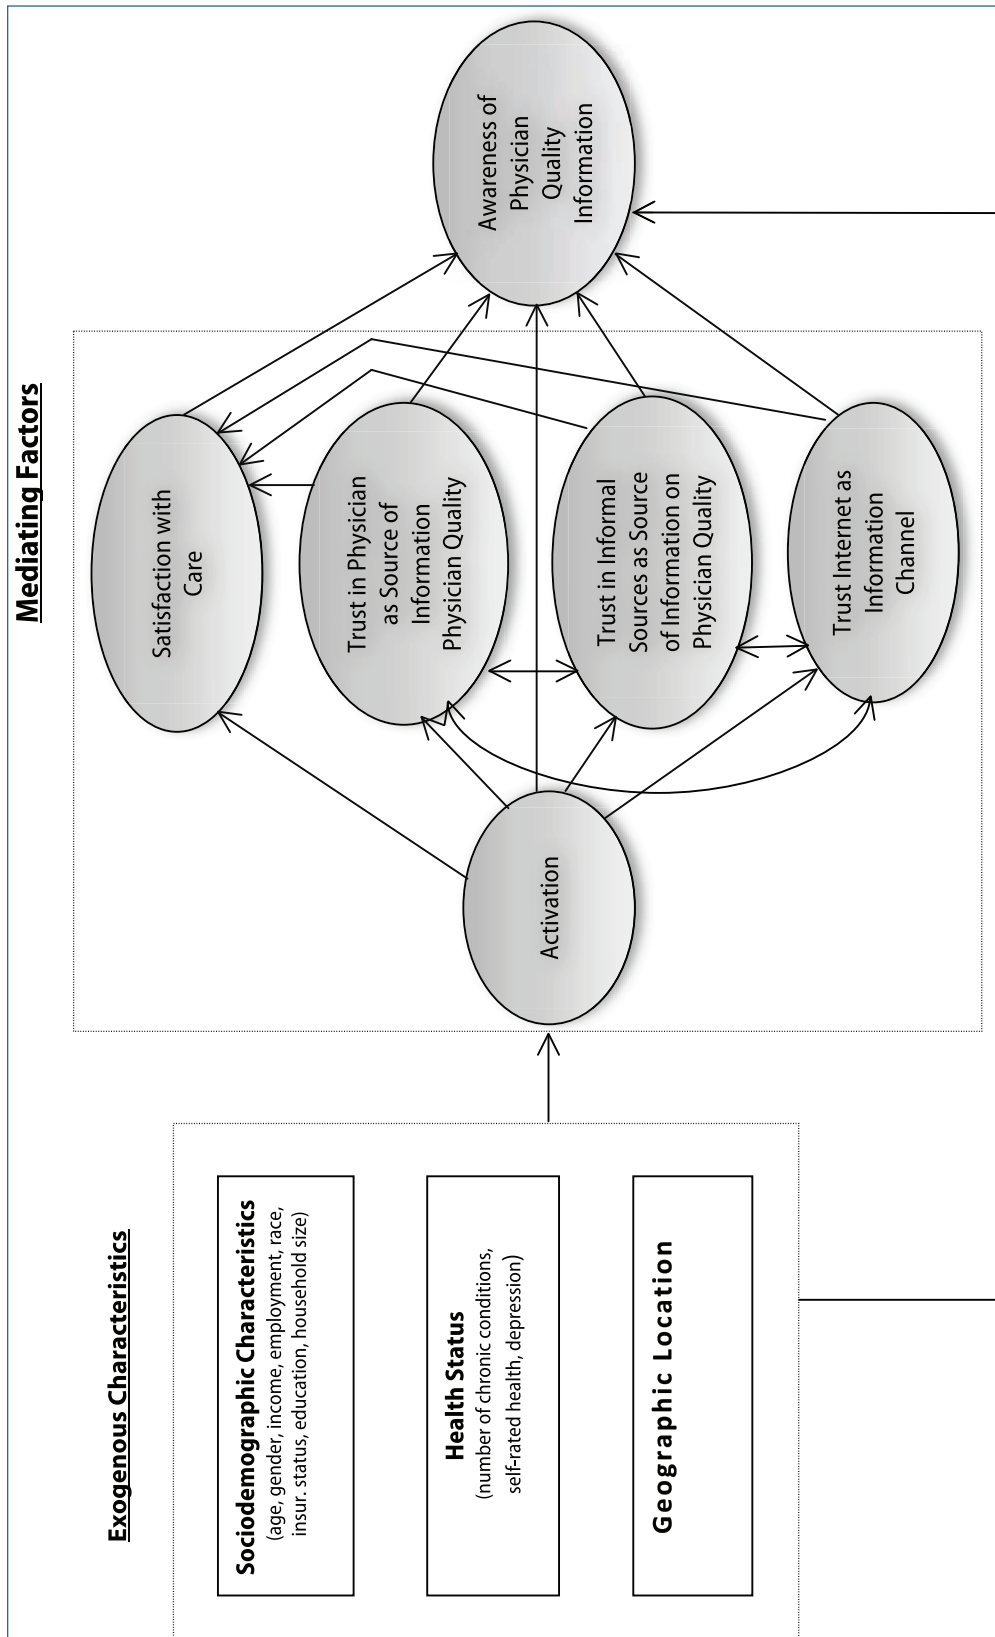 Exogenous Characteristics
Sociodemographic Characteristics
(age, gender, income, employment, race,
insur. status, education, household size)
Health Status
(number of chronic conditions,
self-rated health, depression)
Geographic Location
Mediating Factors
Activation
Satisfaction with
Care
Trust in Physician
as Source of
Information
Physician Quality
Trust in Informal
Sources as Source
of Information on
Physician Quality
Trust Internet as
Information
Channel
Awareness of
Physician
Quality
Information